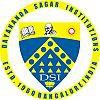 DAYANANDA SAGAR INSTITUTIONS
DSI
ESTD. 1960 BANGALORE, INDIA